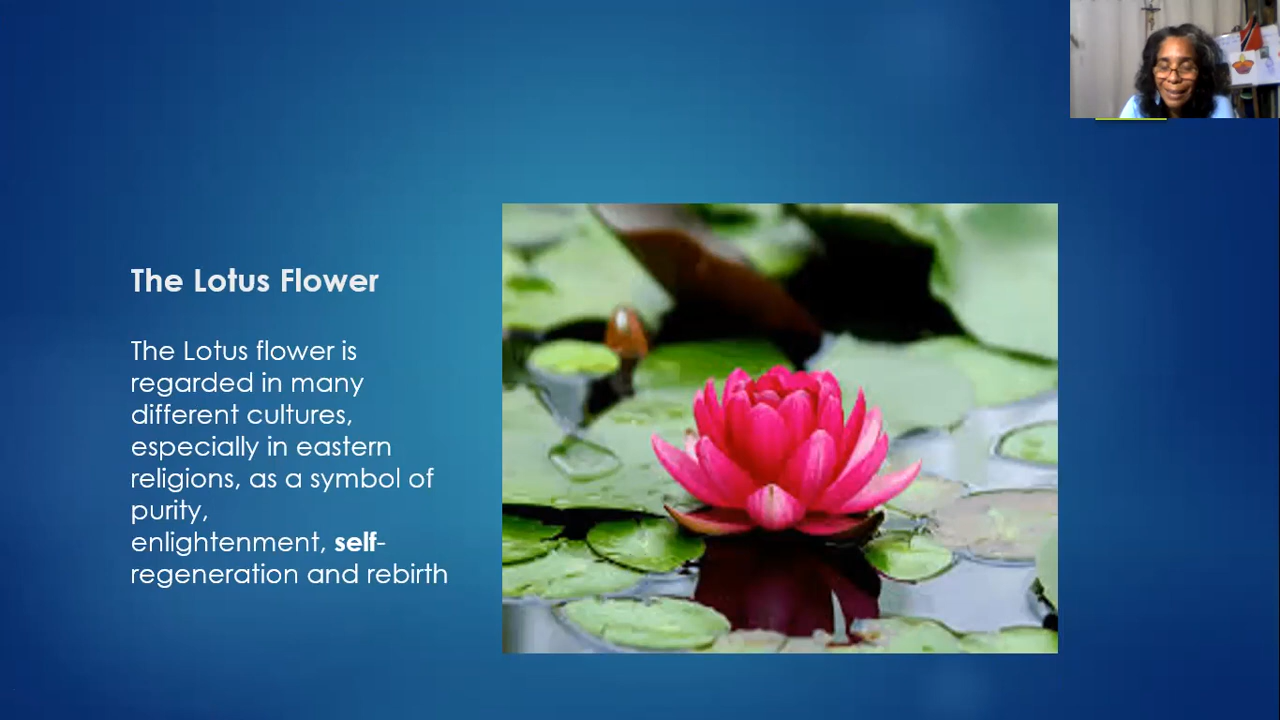 The Lotus Flower
The Lotus flower is
regarded in many
different cultures,
especially in eastern
religions, as a symbol of
purity,
enlightenment, self-
regeneration and rebirth